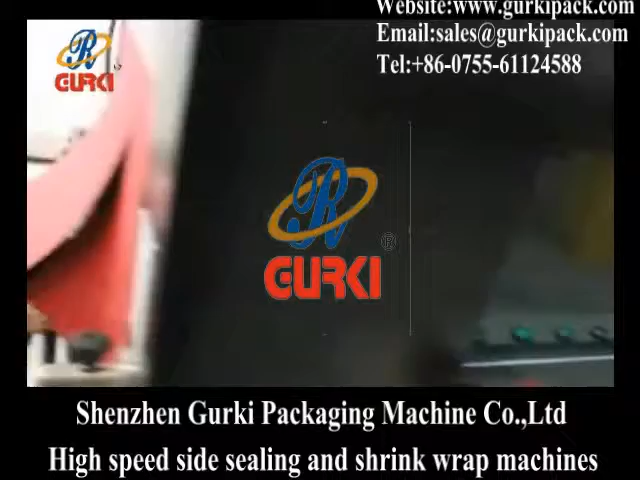 Website:www.gurkipack.com
Email:sales@gurkipack.com
Tel:+86-0755-61124588
GURKI
GURKI
®
Shenzhen Gurki Packaging Machine Co.,Ltd
High speed side sealing and shrink wrap machines